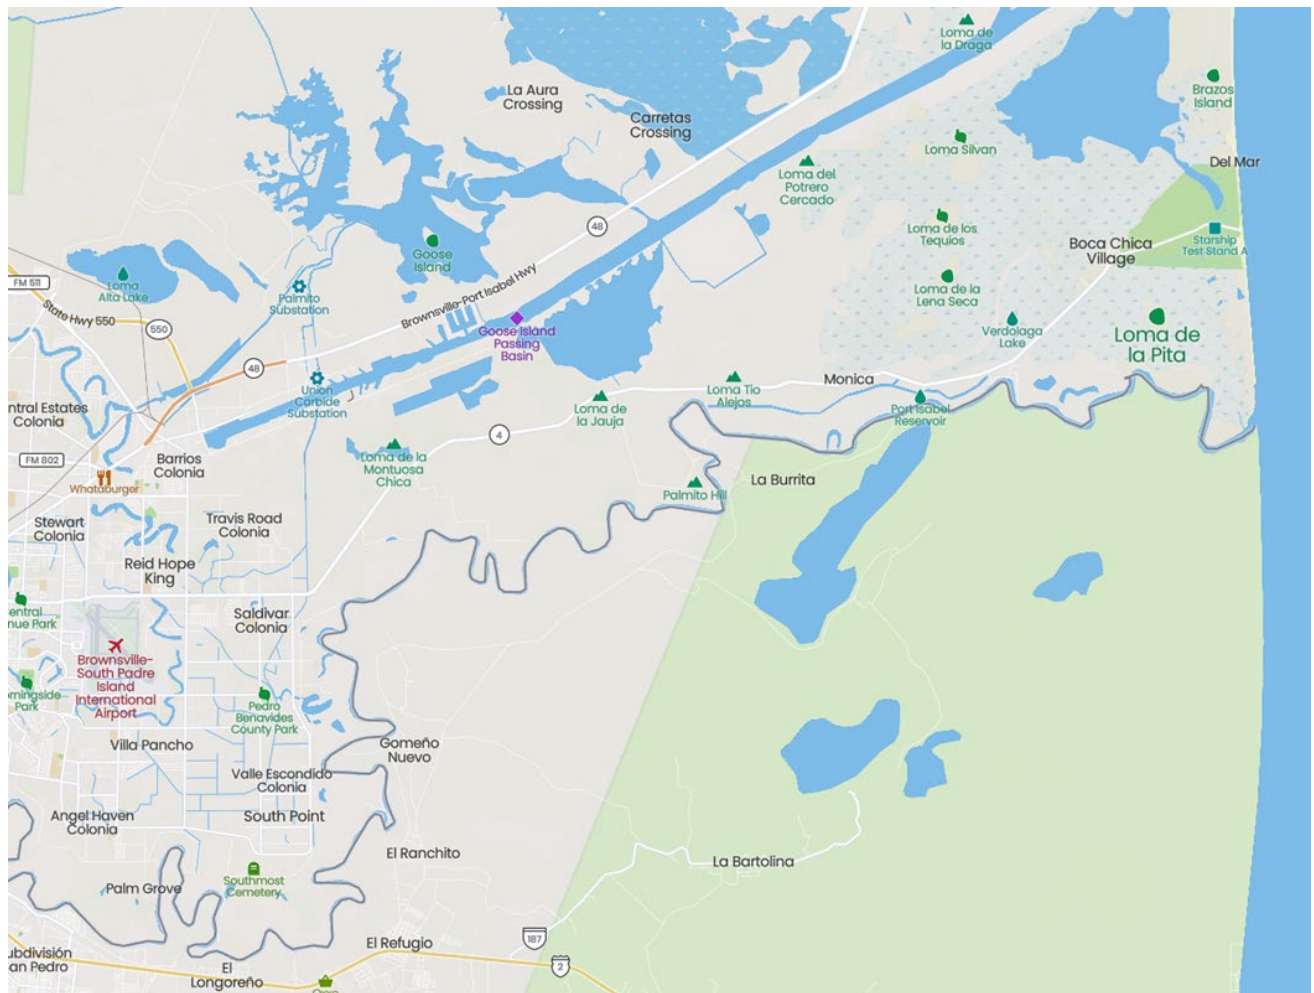 Loma de
la Draga
La Aura
Crossing
Brazos
Island
Carretas
Crossing
Loma Silvan
Del Mar
Loma del
Potrero
Cercado
48
Loma de los
Tequios
Starship
Test Stand A
Boca Chica
Village
Goose
Island
Loma
Alta Lake
FM 511
Palmito
Substation
Brownsville-Port Isabel Hwy
Loma de la
Lena Seca
State Hwy 550
550
Goose Island
Passing
Basin
Verdolaga
Lake
Loma de
la Pita
48
Union
Carbide
Substation
Loma Tio
Alejos
Monica
Port Isabel
Reservoir
Loma de
la Jauja
ntral Estates
Colonia
4
FM 802
Barrios
Colonia
Loma de la
Montuosa
Chica
Whataburger
La Burrita
Palmito Hill
Stewart
Colonia
Travis Road
Colonia
Reid Hope
King
entral
nue Park
Saldivar
Colonia
Brownsville-
South Padre
Island
International
Airport
omingside
Park
Pedro
Benavides
County Park
Villa Pancho
Gomeño
Nuevo
Valle Escondido
Colonia
Angel Haven
Colonia
South Point
El Ranchito
La Bartolina
Palm Grove
Southmost
Cemetery
187
El Refugio
ubdivisión
an Pedro
El
Longoreño
2